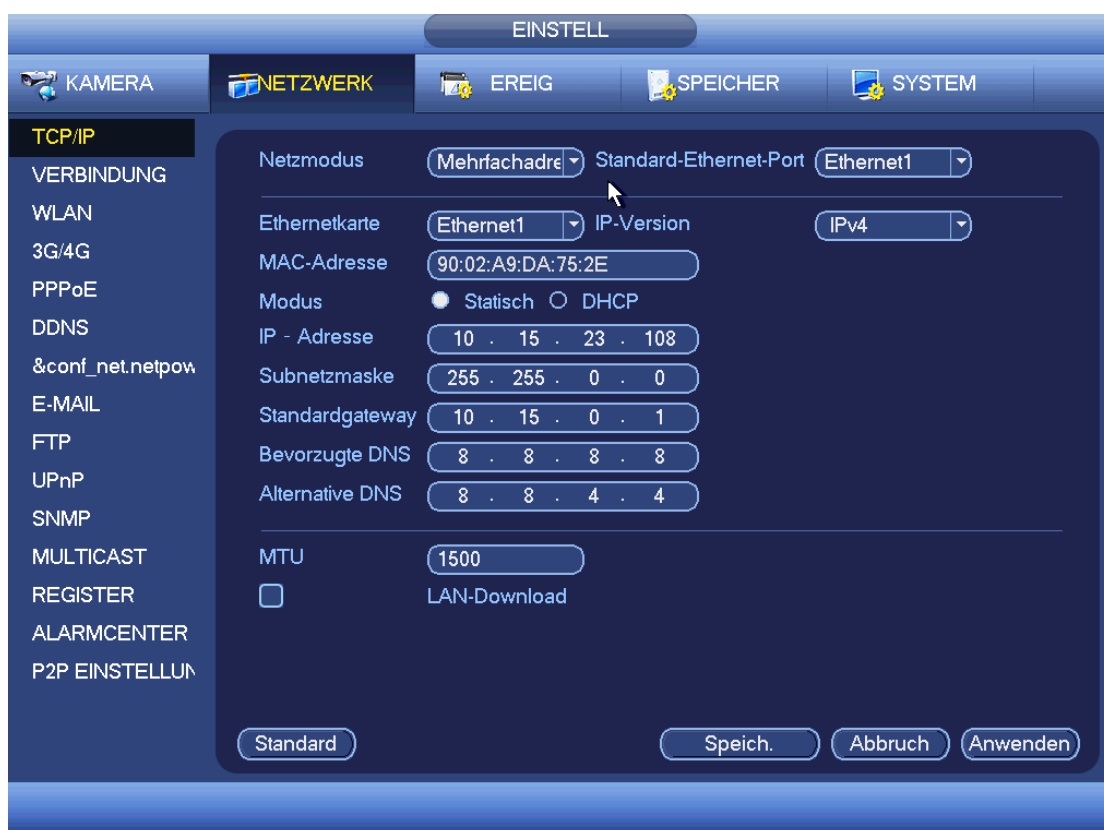 EINSTELL
KAMERA NETZWERK EREIG SPEICHER SYSTEM
TCP/IP
VERBINDUNG
WLAN
3G/4G
PPPoE
DDNS
&conf_net.netpow
E-MAIL
FTP
UPnP
SNMP
MULTICAST
REGISTER
ALARMCENTER
P2P EINSTELLUN
Netzmodus Mehrfachadre Standard-Ethernet-Port Ethernet1
Ethernetkarte Ethernet1 IP-Version IPv4
MAC-Adresse 90:02:A9:DA:75:2E
Modus Statisch DHCP
IP - Adresse 10 . 15 . 23 . 108
Subnetzmaske 255 . 255 . 0 . 0
Standardgateway 10 . 15 . 0 . 1
Bevorzugte DNS 8 . 8 . 8 . 8
Alternative DNS 8 . 8 . 4 . 4
MTU 1500
LAN-Download
Standard Speich. Abbruch Anwenden